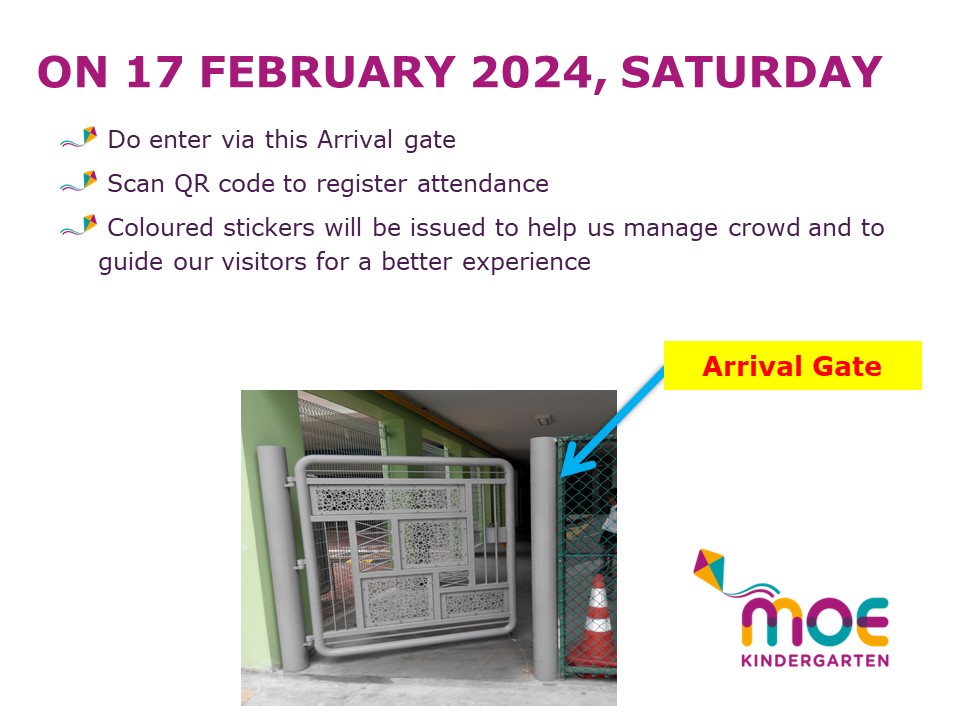 ON 17 FEBRUARY 2024, SATURDAY
Do enter via this Arrival gate
Scan QR code to register attendance
Coloured stickers will be issued to help us manage crowd and to
guide our visitors for a better experience
Arrival Gate
MOE
KINDERGARTEN